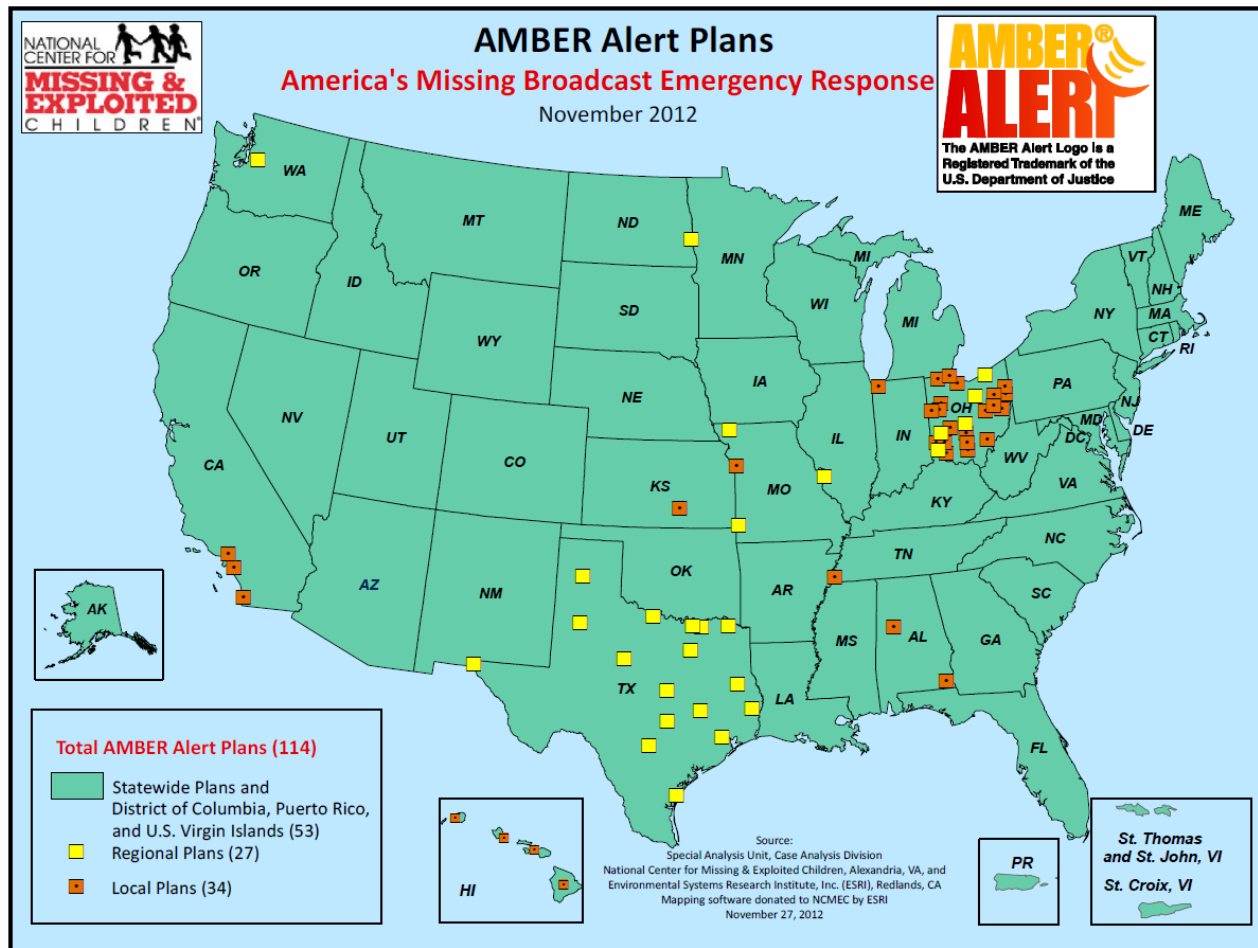 NATIONAL
CENTER FOR
MISSING &
EXPLOITED
CHILDREN®
AMBER Alert Plans
America's Missing Broadcast Emergency Response
November 2012
AMBER®
ALERT
The AMBER Alert Logo is a
Registered Trademark of the
U.S. Department of Justice
WA
MT
ND
MN
MI
ME
OR
ID
SD
WI
MI
VT
NH
NY
MA
CT
RI
WY
IA
PA
NE
NJ
NV
UT
CO
IL
IN
OH
MD
DE
DC
WV
VA
CA
KS
MO
KY
NC
TN
AZ
NM
OK
AR
SC
MS
AL
GA
TX
LA
FL
AK
Total AMBER Alert Plans (114)
Statewide Plans and
District of Columbia, Puerto Rico,
and U.S. Virgin Islands (53)
Regional Plans (27)
Local Plans (34)
HI
Source:
Special Analysis Unit, Case Analysis Division
National Center for Missing & Exploited Children, Alexandria, VA, and
Environmental Systems Research Institute, Inc. (ESRI), Redlands, CA
Mapping software donated to NCMEC by ESRI
November 27, 2012
PR
St. Thomas
and St. John, VI
St. Croix, VI